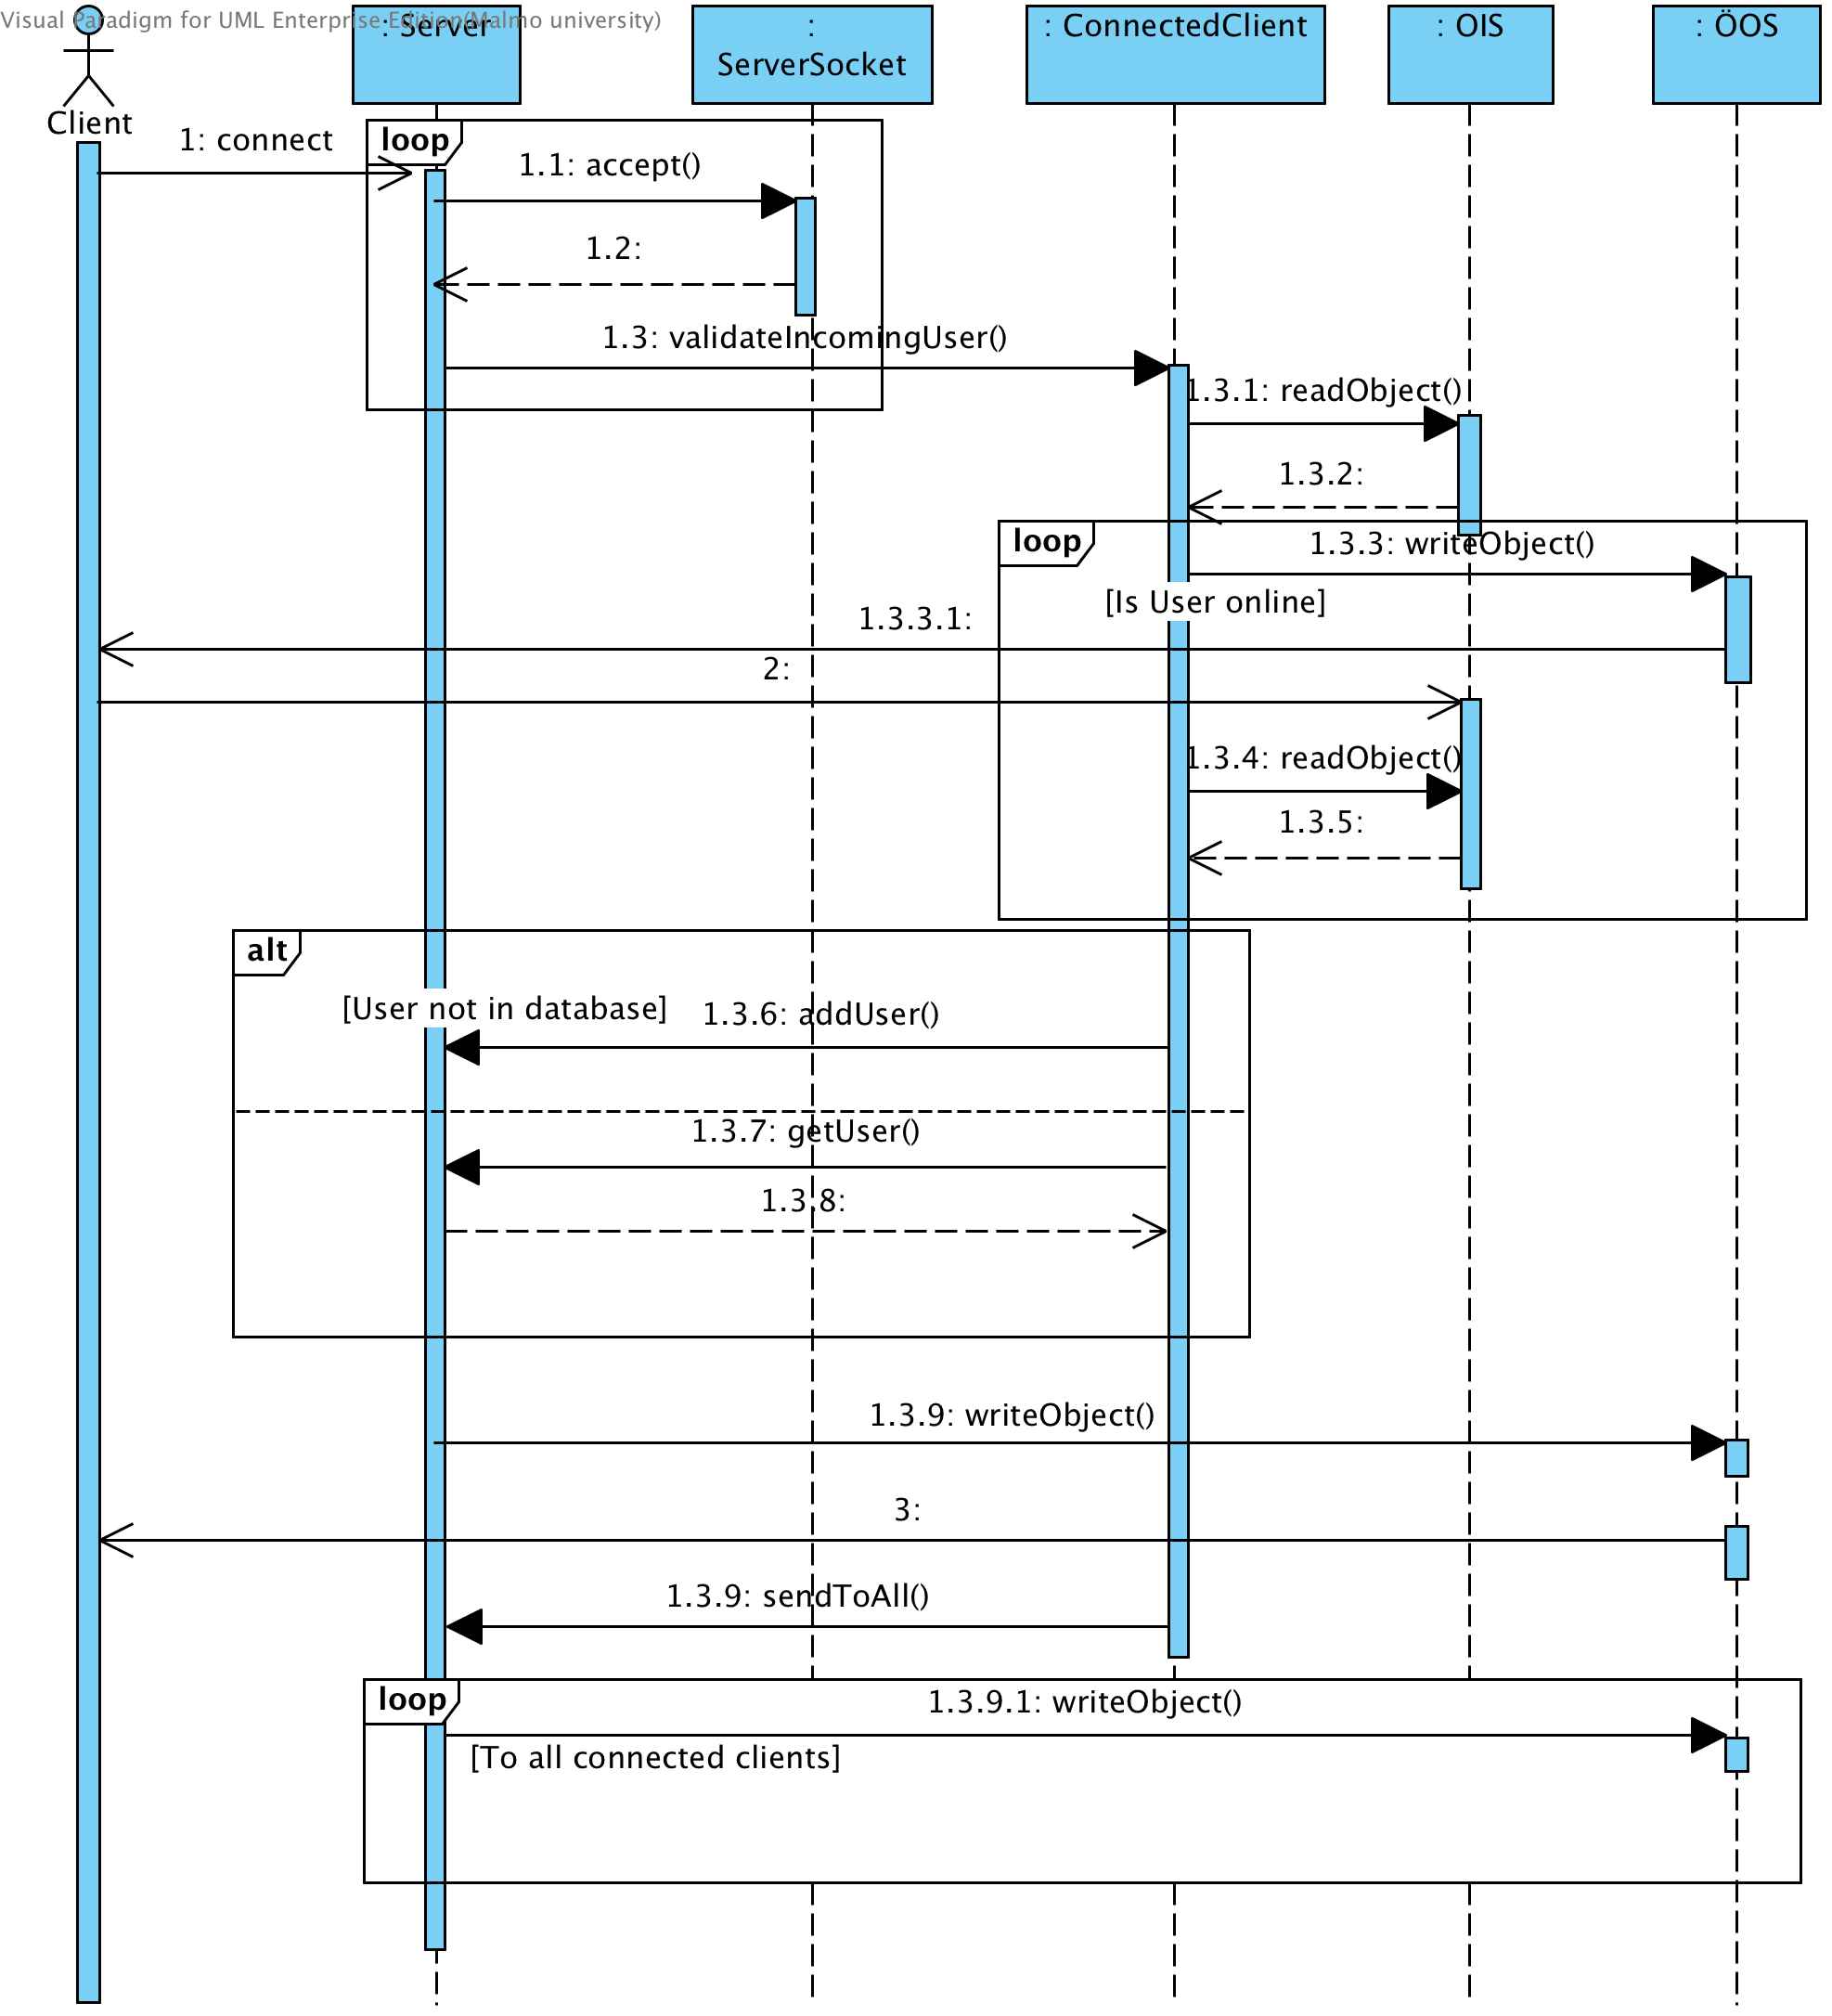 Visual Paradigm for UML Enterprise Edition(Malmo university)
: Server
:
ServerSocket
: ConnectedClient
: OIS
: ÖOS
Client
1: connect
loop
1.1: accept()
1.2:
1.3: validateIncomingUser()
1.3.1: readObject()
1.3.2:
loop
1.3.3: writeObject()
[Is User online]
1.3.3.1:
2:
1.3.4: readObject()
1.3.5:
alt
[User not in database]
1.3.6: addUser()
1.3.7: getUser()
1.3.8:
1.3.9: writeObject()
3:
1.3.9: sendToAll()
loop
1.3.9.1: writeObject()
[To all connected clients]